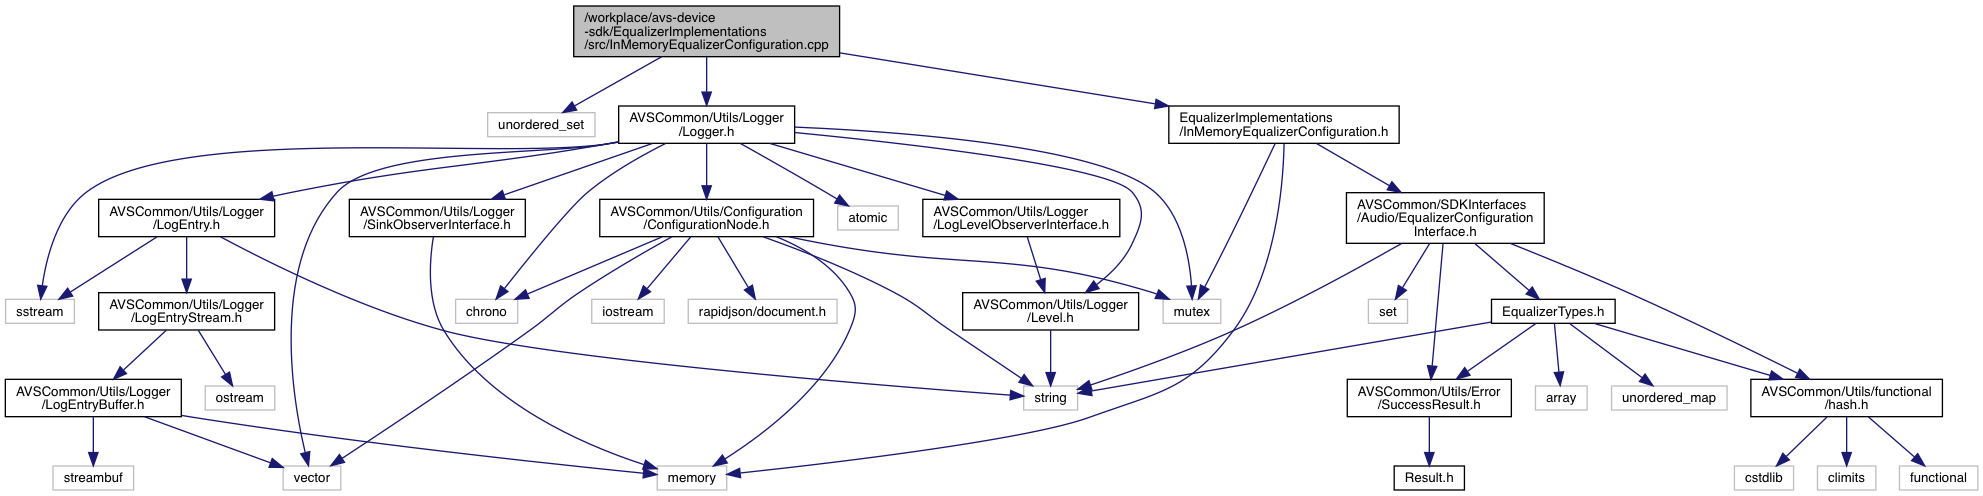 /workplace/avs-device
-sdk/EqualizerImplementations
/src/InMemoryEqualizerConfiguration.cpp
unordered_set
AVSCommon/Utils/Logger
/Logger.h
EqualizerImplementations
/InMemoryEqualizerConfiguration.h
AVSCommon/Utils/Logger
/LogEntry.h
AVSCommon/Utils/Logger
/SinkObserverInterface.h
AVSCommon/Utils/Configuration
/ConfigurationNode.h
atomic
AVSCommon/Utils/Logger
/LogLevelObserverInterface.h
AVSCommon/SDKInterfaces
/Audio/EqualizerConfiguration
Interface.h
sstream
AVSCommon/Utils/Logger
/LogEntryStream.h
chrono
iostream
rapidjson/document.h
AVSCommon/Utils/Logger
/Level.h
mutex
set
EqualizerTypes.h
AVSCommon/Utils/Logger
/LogEntryBuffer.h
ostream
string
AVSCommon/Utils/Error
/SuccessResult.h
array
unordered_map
AVSCommon/Utils/functional
/hash.h
streambuf
vector
memory
Result.h
cstdlib
climits
functional